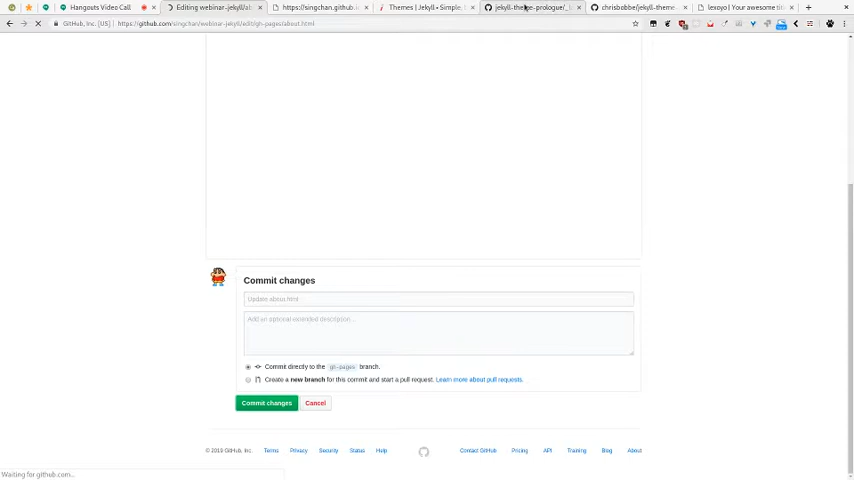 Hangouts Video Call
Editing webinar-jekyll/ab
https://singchan.github.io
Themes | Jekyll • Simple,
jekyll-theme-prologue/_l
chrisbobbe/jekyll-theme
lexoyo | Your awesome tit
GitHub, Inc. [US]
https://github.com/singchan/webinar-jekyll/edit/gh-pages/about.html
Commit changes
Update about.html
Add an optional extended description...
Commit directly to the gh-pages branch.
Create a new branch for this commit and start a pull request. Learn more about pull requests.
Commit changes
Cancel
© 2019 GitHub, Inc. Terms Privacy Security Status Help Contact GitHub Pricing API Training Blog About
Waiting for github.com...